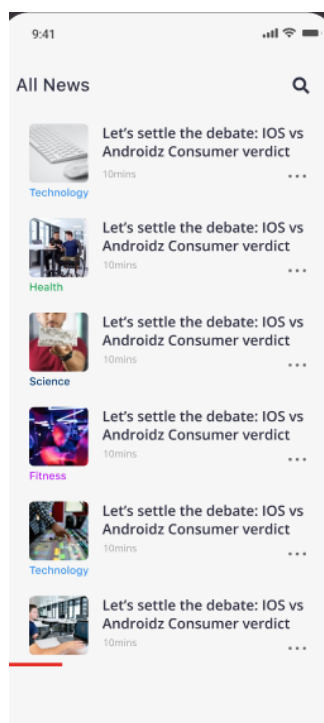 9:41
All News
Let's settle the debate: IOS vs
Androidz Consumer verdict
10mins
Technology
Let's settle the debate: IOS vs
Androidz Consumer verdict
10mins
Health
Let's settle the debate: IOS vs
Androidz Consumer verdict
10mins
Science
Let's settle the debate: IOS vs
Androidz Consumer verdict
10mins
Fitness
Let's settle the debate: IOS vs
Androidz Consumer verdict
10mins
Technology
Let's settle the debate: IOS vs
Androidz Consumer verdict
10mins